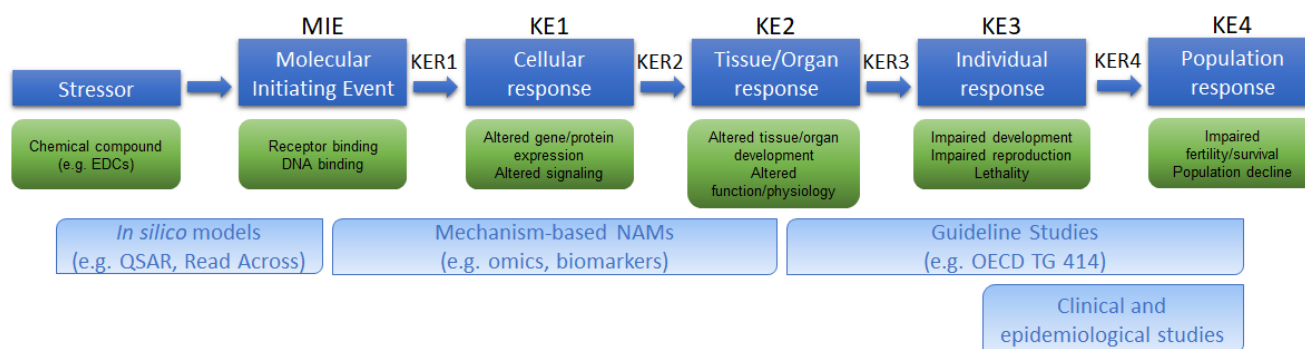 MIE
KE1
KE2
KE3
KE4
Stressor
Molecular
Initiating Event
KER1
Cellular
response
KER2
Tissue/Organ
response
KER3
Individual
response
KER4
Population
response
Chemical compound
(e.g. EDCs)
Receptor binding
DNA binding
Altered gene/protein
expression
Altered signaling
Altered tissue/organ
development
Altered
function/physiology
Impaired development
Impaired reproduction
Lethality
Impaired
fertility/survival
Population decline
In silico models
(e.g. QSAR, Read Across)
Mechanism-based NAMs
(e.g. omics, biomarkers)
Guideline Studies
(e.g. OECD TG 414)
Clinical and
epidemiological studies